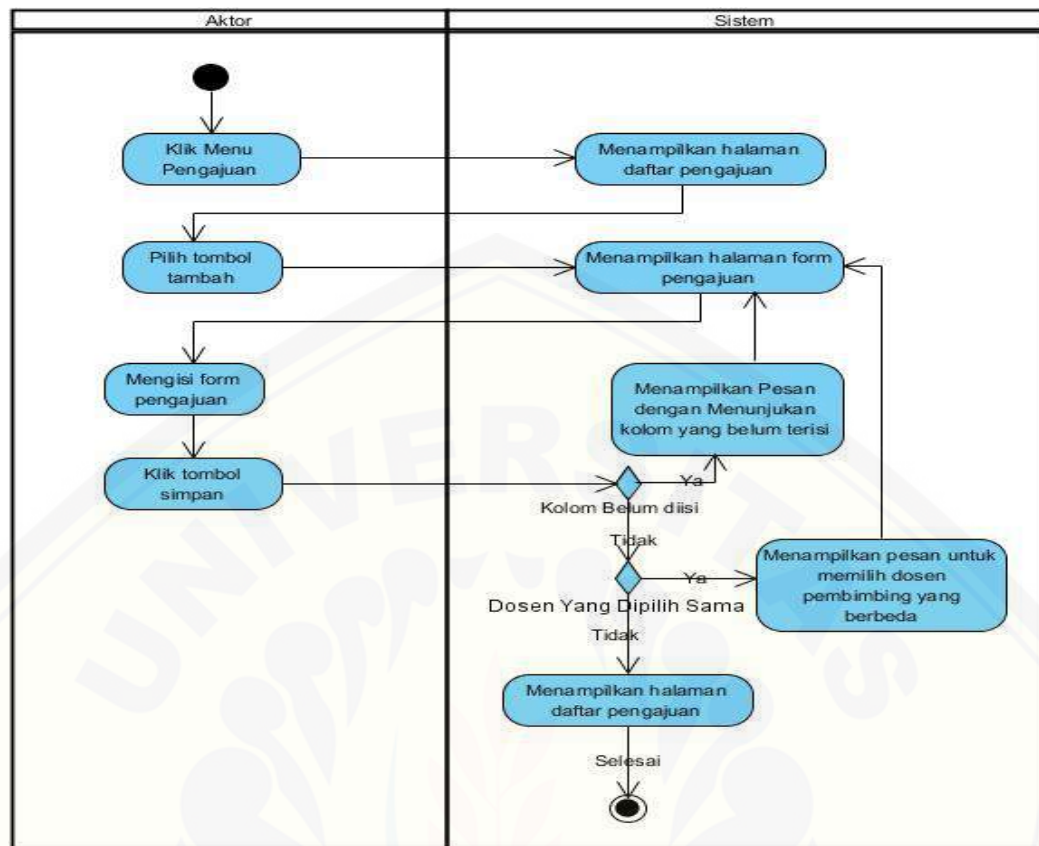 Aktor
Sistem
Klik Menu
Pengajuan
Menampilkan halaman
daftar pengajuan
Pilih tombol
tambah
Menampilkan halaman form
pengajuan
Mengisi form
pengajuan
Menampilkan Pesan
dengan Menunjukan
kolom yang belum terisi
Klik tombol
simpan
Ya
Kolom Belum diisi
Tidak
Ya
Menampilkan pesan untuk
memilih dosen
pembimbing yang
berbeda
Dosen Yang Dipilih Sama
Tidak
Menampilkan halaman
daftar pengajuan
Selesai
UNIVERSITAS